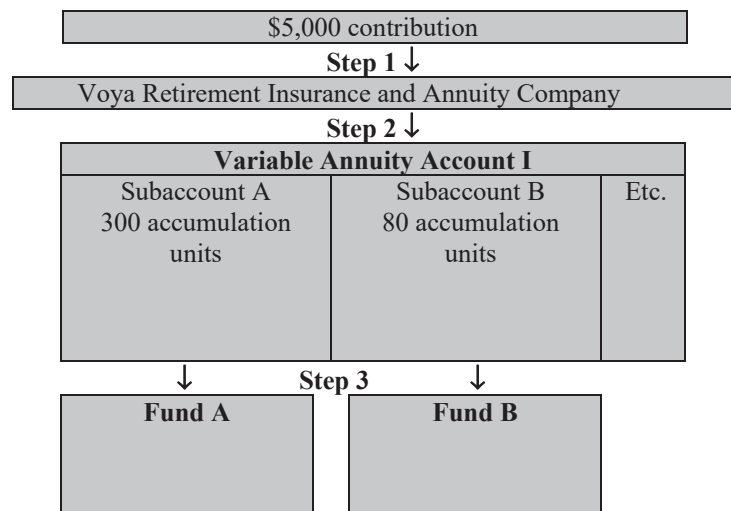 $5,000 contribution
Step 1 ↓
Voya Retirement Insurance and Annuity Company
Step 2 ↓
Variable Annuity Account I
Subaccount A
300 accumulation
units
Subaccount B
80 accumulation
units
Etc.
↓ Step 3 ↓
Fund A
Fund B